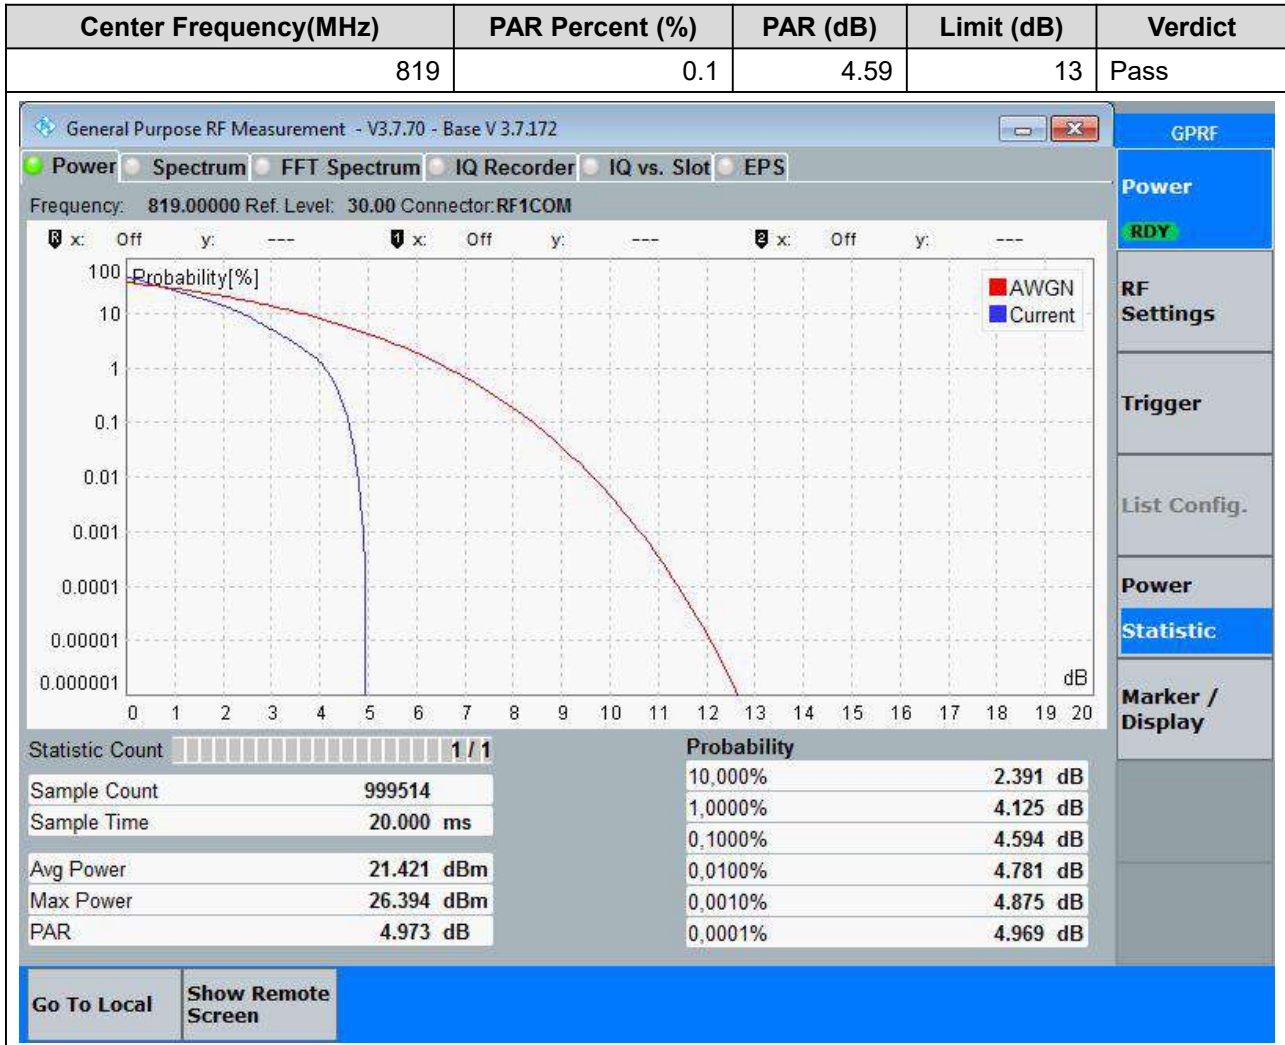 Center Frequency(MHz) PAR Percent (%) PAR (dB) Limit (dB) Verdict
819 0.1 4.59 13 Pass
General Purpose RF Measurement - V3.7.70 - Base V 3.7.172
GPRF
Power Spectrum FFT Spectrum IQ Recorder IQ vs. Slot EPS
Frequency: 819.00000 Ref. Level: 30.00 Connector: RF1COM
R x: Off y: --- 1 x: Off y: --- 2 x: Off y: ---
Probability[%]
AWGN
Current
100
10
1
0.1
0.01
0.001
0.0001
0.00001
0.000001
dB
0 1 2 3 4 5 6 7 8 9 10 11 12 13 14 15 16 17 18 19 20
Statistic Count 1 / 1
Sample Count 999514
Sample Time 20.000 ms
Avg Power 21.421 dBm
Max Power 26.394 dBm
PAR 4.973 dB
Probability
10,000% 2.391 dB
1,0000% 4.125 dB
0,1000% 4.594 dB
0,0100% 4.781 dB
0,0010% 4.875 dB
0,0001% 4.969 dB
Power
RDY
RF
Settings
Trigger
List Config.
Power
Statistic
Marker /
Display
Go To Local
Show Remote
Screen